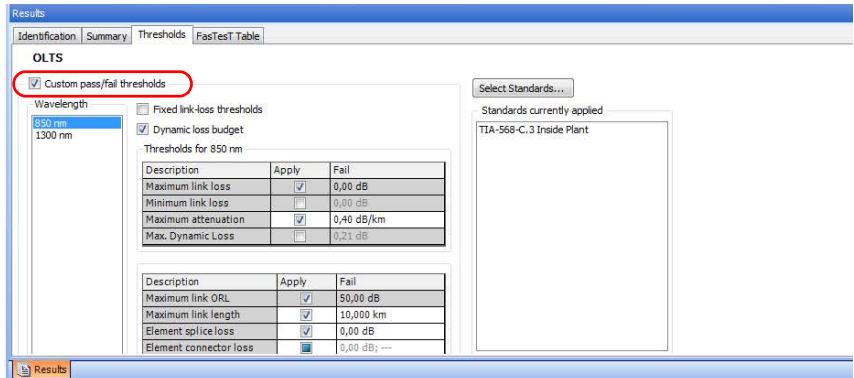 Results
Identification Summary Thresholds FasTesT Table
OLTS
Custom pass/fail thresholds
Wavelength
850 nm
1300 nm
Fixed link-loss thresholds
Dynamic loss budget
Thresholds for 850 nm
Description Apply Fail
Maximum link loss 0,00 dB
Minimum link loss 0,00 dB
Maximum attenuation 0,40 dB/km
Max. Dynamic Loss 0,21 dB
Description Apply Fail
Maximum link ORL 50,00 dB
Maximum link length 10,000 km
Element splice loss 0,00 dB
Element connector loss 0,00 dB; ---
Select Standards...
Standards currently applied
TIA-568-C.3 Inside Plant
Results